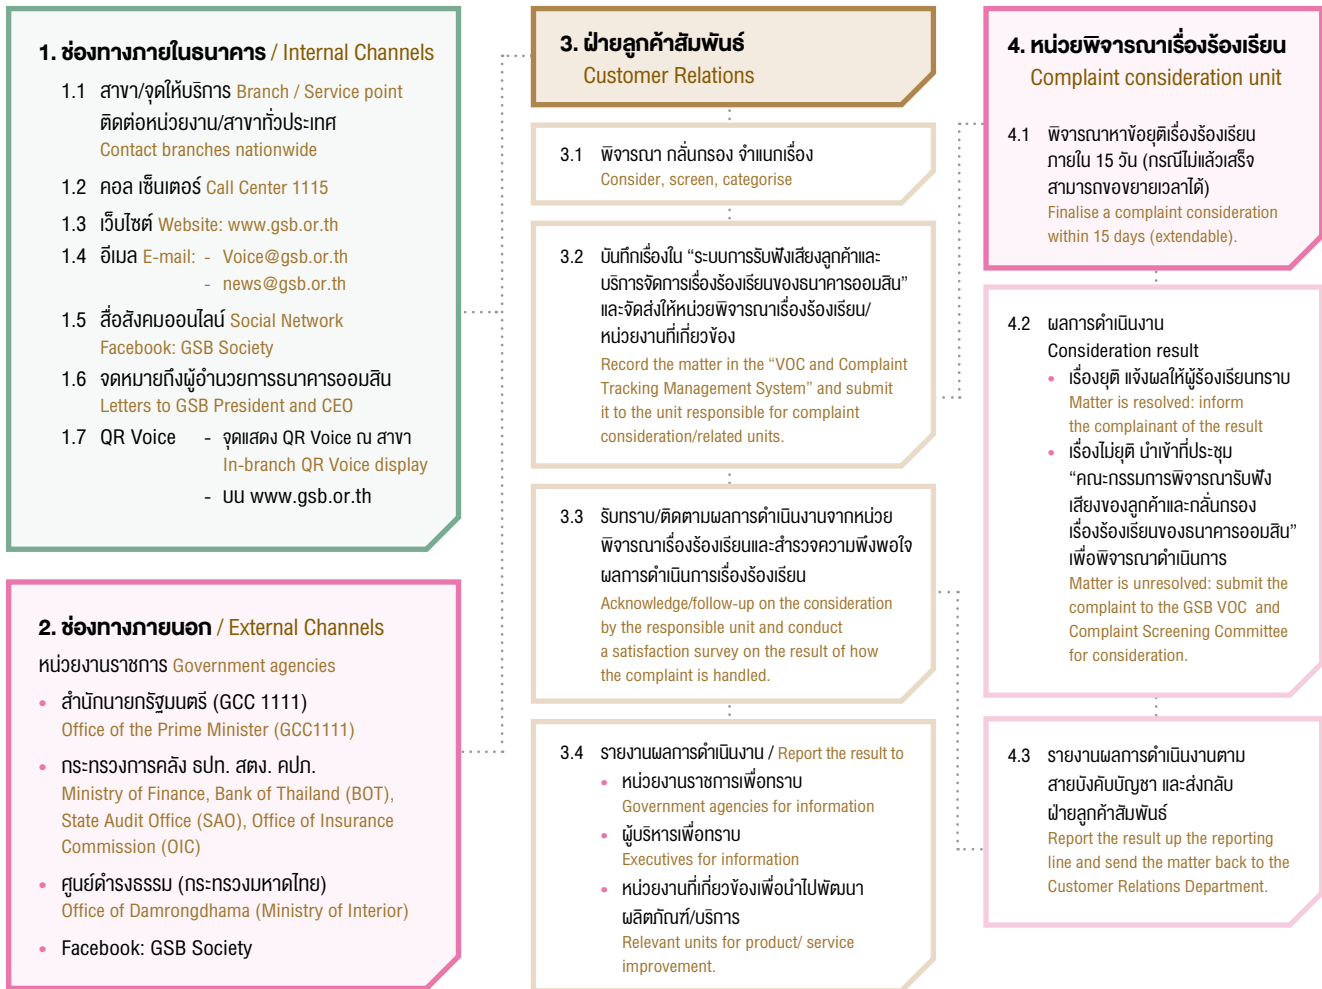 1. ช่องทางภายในธนาคาร / Internal Channels
1.1 สาขา/จุดให้บริการ Branch / Service point
ติดต่อหน่วยงาน/สาขาทั่วประเทศ
Contact branches nationwide
1.2 คอล เซ็นเตอร์ Call Center 1115
1.3 เว็บไซต์ Website: www.gsb.or.th
1.4 อีเมล E-mail: - Voice@gsb.or.th
- news@gsb.or.th
1.5 สื่อสังคมออนไลน์ Social Network
Facebook: GSB Society
1.6 จดหมายถึงผู้อำนวยการธนาคารออมสิน
Letters to GSB President and CEO
1.7 QR Voice - จุดแสดง QR Voice ณ สาขา
In-branch QR Voice display
- บน www.gsb.or.th
2. ช่องทางภายนอก / External Channels
หน่วยงานราชการ Government agencies
• สำนักนายกรัฐมนตรี (GCC 1111)
Office of the Prime Minister (GCC1111)
• กระทรวงการคลัง ธปท. สตง. คปภ.
Ministry of Finance, Bank of Thailand (BOT),
State Audit Office (SAO), Office of Insurance
Commission (OIC)
• ศูนย์ดำรงธรรม (กระทรวงมหาดไทย)
Office of Damrongdhama (Ministry of Interior)
• Facebook: GSB Society
3. ฝ่ายลูกค้าสัมพันธ์
Customer Relations
3.1 พิจารณา กลั่นกรอง จำแนกเรื่อง
Consider, screen, categorise
3.2 บันทึกเรื่องใน “ระบบการรับฟังเสียงลูกค้าและ
บริการจัดการเรื่องร้องเรียนของธนาคารออมสิน”
และจัดส่งให้หน่วยพิจารณาเรื่องร้องเรียน/
หน่วยงานที่เกี่ยวข้อง
Record the matter in the “VOC and Complaint
Tracking Management System” and submit
it to the unit responsible for complaint
consideration/related units.
3.3 รับทราบ/ติดตามผลการดำเนินงานจากหน่วย
พิจารณาเรื่องร้องเรียนและสำรวจความพึงพอใจ
ผลการดำเนินการเรื่องร้องเรียน
Acknowledge/follow-up on the consideration
by the responsible unit and conduct
a satisfaction survey on the result of how
the complaint is handled.
3.4 รายงานผลการดำเนินงาน / Report the result to
• หน่วยงานราชการเพื่อทราบ
Government agencies for information
• ผู้บริหารเพื่อทราบ
Executives for information
• หน่วยงานที่เกี่ยวข้องเพื่อนำไปพัฒนา
ผลิตภัณฑ์/บริการ
Relevant units for product/ service
improvement.
4. หน่วยพิจารณาเรื่องร้องเรียน
Complaint consideration unit
4.1 พิจารณาหาข้อยุติเรื่องร้องเรียน
ภายใน 15 วัน (กรณีไม่แล้วเสร็จ
สามารถขอขยายเวลาได้)
Finalise a complaint consideration
within 15 days (extendable).
4.2 ผลการดำเนินงาน
Consideration result
• เรื่องยุติ แจ้งผลให้ผู้ร้องเรียนทราบ
Matter is resolved: inform
the complainant of the result
• เรื่องไม่ยุติ นำเข้าที่ประชุม
“คณะกรรมการพิจารณารับฟัง
เสียงของลูกค้าและกลั่นกรอง
เรื่องร้องเรียนของธนาคารออมสิน”
เพื่อพิจารณาดำเนินการ
Matter is unresolved: submit the
complaint to the GSB VOC and
Complaint Screening Committee
for consideration.
4.3 รายงานผลการดำเนินงานตาม
สายบังคับบัญชา และส่งกลับ
ฝ่ายลูกค้าสัมพันธ์
Report the result up the reporting
line and send the matter back to the
Customer Relations Department.